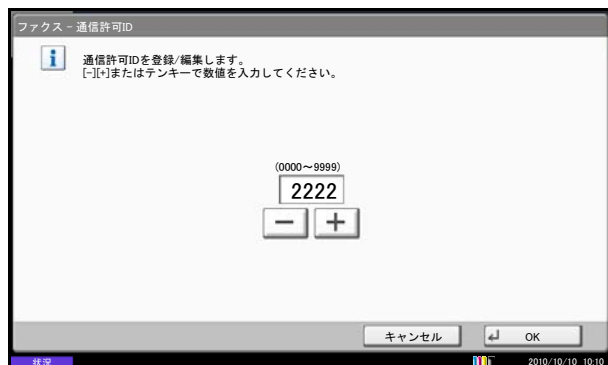 ファクス - 通信許可ID
通信許可IDを登録/編集します。
[-][+]またはテンキーで数値を入力してください。
(0000～9999)
2222
－ ＋
キャンセル OK
状況 2010/10/10 10:10